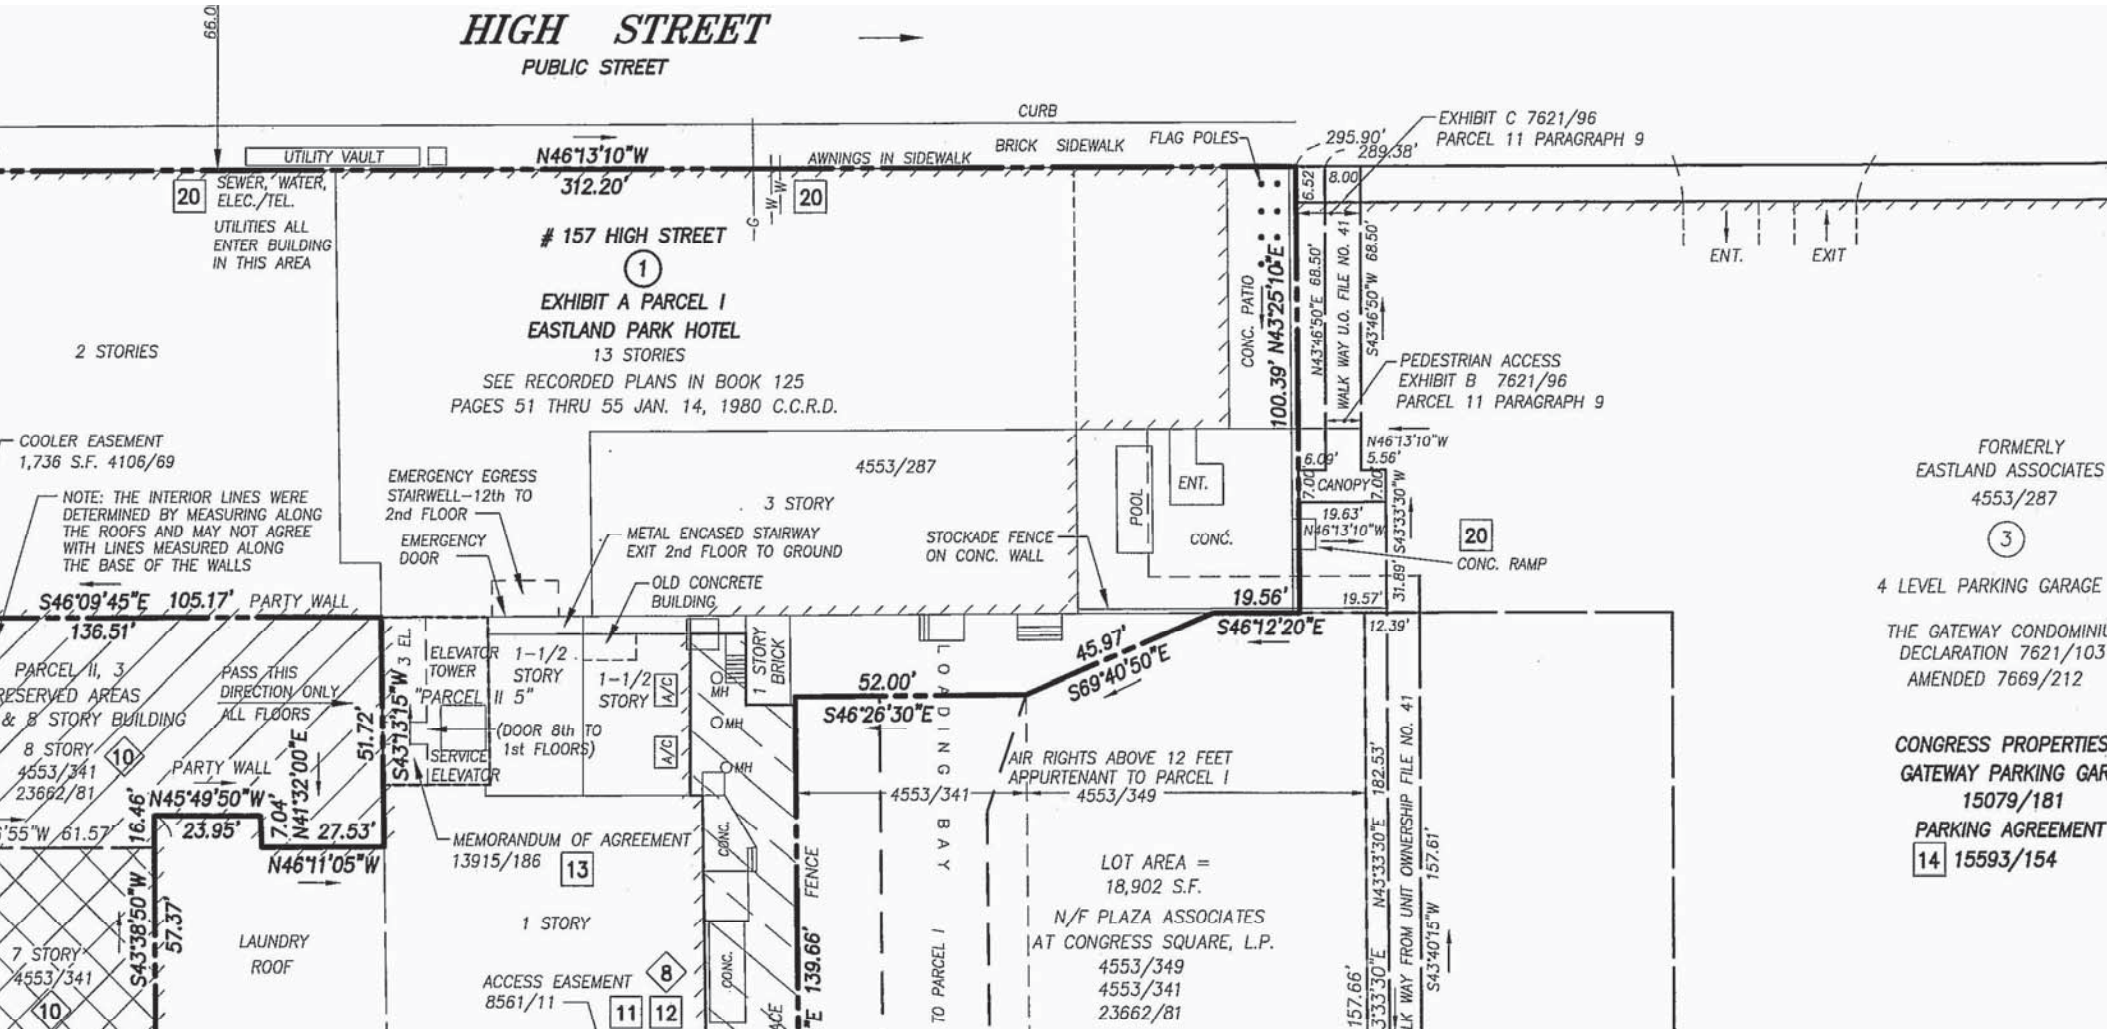 HIGH STREET
PUBLIC STREET
66.0
CURB
UTILITY VAULT
N46°13'10"W
312.20'
AWNINGS IN SIDEWALK
BRICK SIDEWALK
FLAG POLES
295.90'
289.38'
EXHIBIT C 7621/96
PARCEL 11 PARAGRAPH 9
20
SEWER, WATER,
ELEC./TEL.
UTILITIES ALL
ENTER BUILDING
IN THIS AREA
G
W
W
20
6.52'
8.00'
# 157 HIGH STREET
1
EXHIBIT A PARCEL I
EASTLAND PARK HOTEL
13 STORIES
SEE RECORDED PLANS IN BOOK 125
PAGES 51 THRU 55 JAN. 14, 1980 C.C.R.D.
2 STORIES
CONC. PATIO
100.39' N43°25'10"E
N43°46'50"E 68.50'
WALK WAY U.O. FILE NO. 41
S43°46'50"W 68.50'
ENT.
EXIT
PEDESTRIAN ACCESS
EXHIBIT B 7621/96
PARCEL 11 PARAGRAPH 9
COOLER EASEMENT
1,736 S.F. 4106/69
NOTE: THE INTERIOR LINES WERE
DETERMINED BY MEASURING ALONG
THE ROOFS AND MAY NOT AGREE
WITH LINES MEASURED ALONG
THE BASE OF THE WALLS
EMERGENCY EGRESS
STAIRWELL-12th TO
2nd FLOOR
EMERGENCY
DOOR
4553/287
3 STORY
METAL ENCASED STAIRWAY
EXIT 2nd FLOOR TO GROUND
OLD CONCRETE
BUILDING
STOCKADE FENCE
ON CONC. WALL
POOL
ENT.
CONC.
N46°13'10"W
6.09'
5.56'
7.00'
CANOPY
7.00'
19.63'
N46°13'10"W
31.89' S43°33'30"W
20
CONC. RAMP
FORMERLY
EASTLAND ASSOCIATES
4553/287
3
4 LEVEL PARKING GARAGE
THE GATEWAY CONDOMINIU
DECLARATION 7621/103
AMENDED 7669/212
CONGRESS PROPERTIES
GATEWAY PARKING GAR
15079/181
PARKING AGREEMENT
14 15593/154
S46°09'45"E 105.17' PARTY WALL
136.51'
PARCEL II, 3
RESERVED AREAS
& 8 STORY BUILDING
8 STORY
4553/341
23662/81
10
PASS THIS
DIRECTION ONLY
ALL FLOORS
PARTY WALL
51.72'
S43°13'15"W
3 EL
N41°32'00"E
7.04'
16.46'
N45°49'50"W
23.95'
27.53'
N46°11'05"W
'55"W 61.57'
S43°38'50"W
57.37'
7 STORY
4553/341
10
LAUNDRY
ROOF
ELEVATOR
TOWER
"PARCEL II 5"
(DOOR 8th TO
1st FLOORS)
SERVICE
ELEVATOR
1-1/2
STORY
1-1/2
STORY
A/C
A/C
MH
MH
MH
1 STORY
BRICK
MEMORANDUM OF AGREEMENT
13915/186
13
1 STORY
ACCESS EASEMENT
8561/11
8
11
12
CONC.
CONC.
ACE
FENCE
"E 139.66'
52.00'
S46°26'30"E
45.97'
S69°40'50"E
19.56'
S46°12'20"E
19.57'
12.39'
LOADING BAY
TO PARCEL I
AIR RIGHTS ABOVE 12 FEET
APPURTENANT TO PARCEL I
4553/341
4553/349
LOT AREA =
18,902 S.F.
N/F PLAZA ASSOCIATES
AT CONGRESS SQUARE, L.P.
4553/349
4553/341
23662/81
157.66'
3°33'30"E
N43°33'30"E 182.53'
LK WAY FROM UNIT OWNERSHIP FILE NO. 41
S43°40'15"W 157.61'